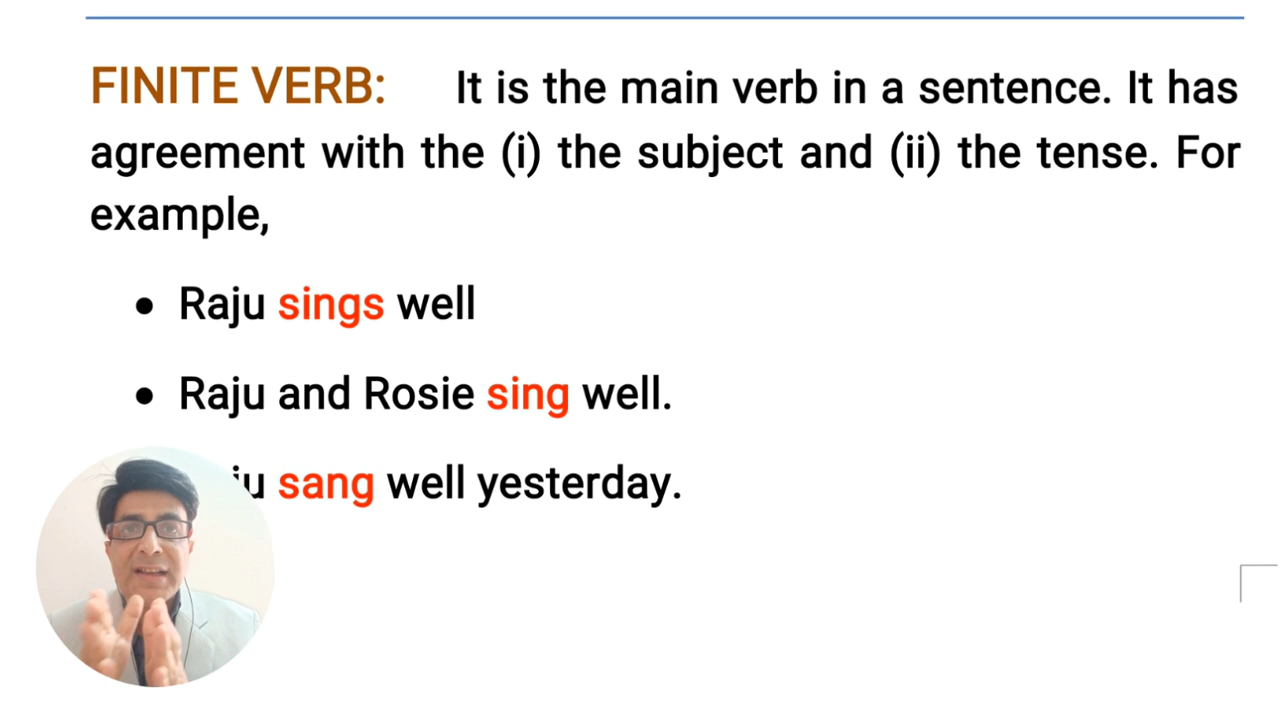 FINITE VERB: It is the main verb in a sentence. It has
agreement with the (i) the subject and (ii) the tense. For
example,
• Raju sings well
• Raju and Rosie sing well.
sang well yesterday.